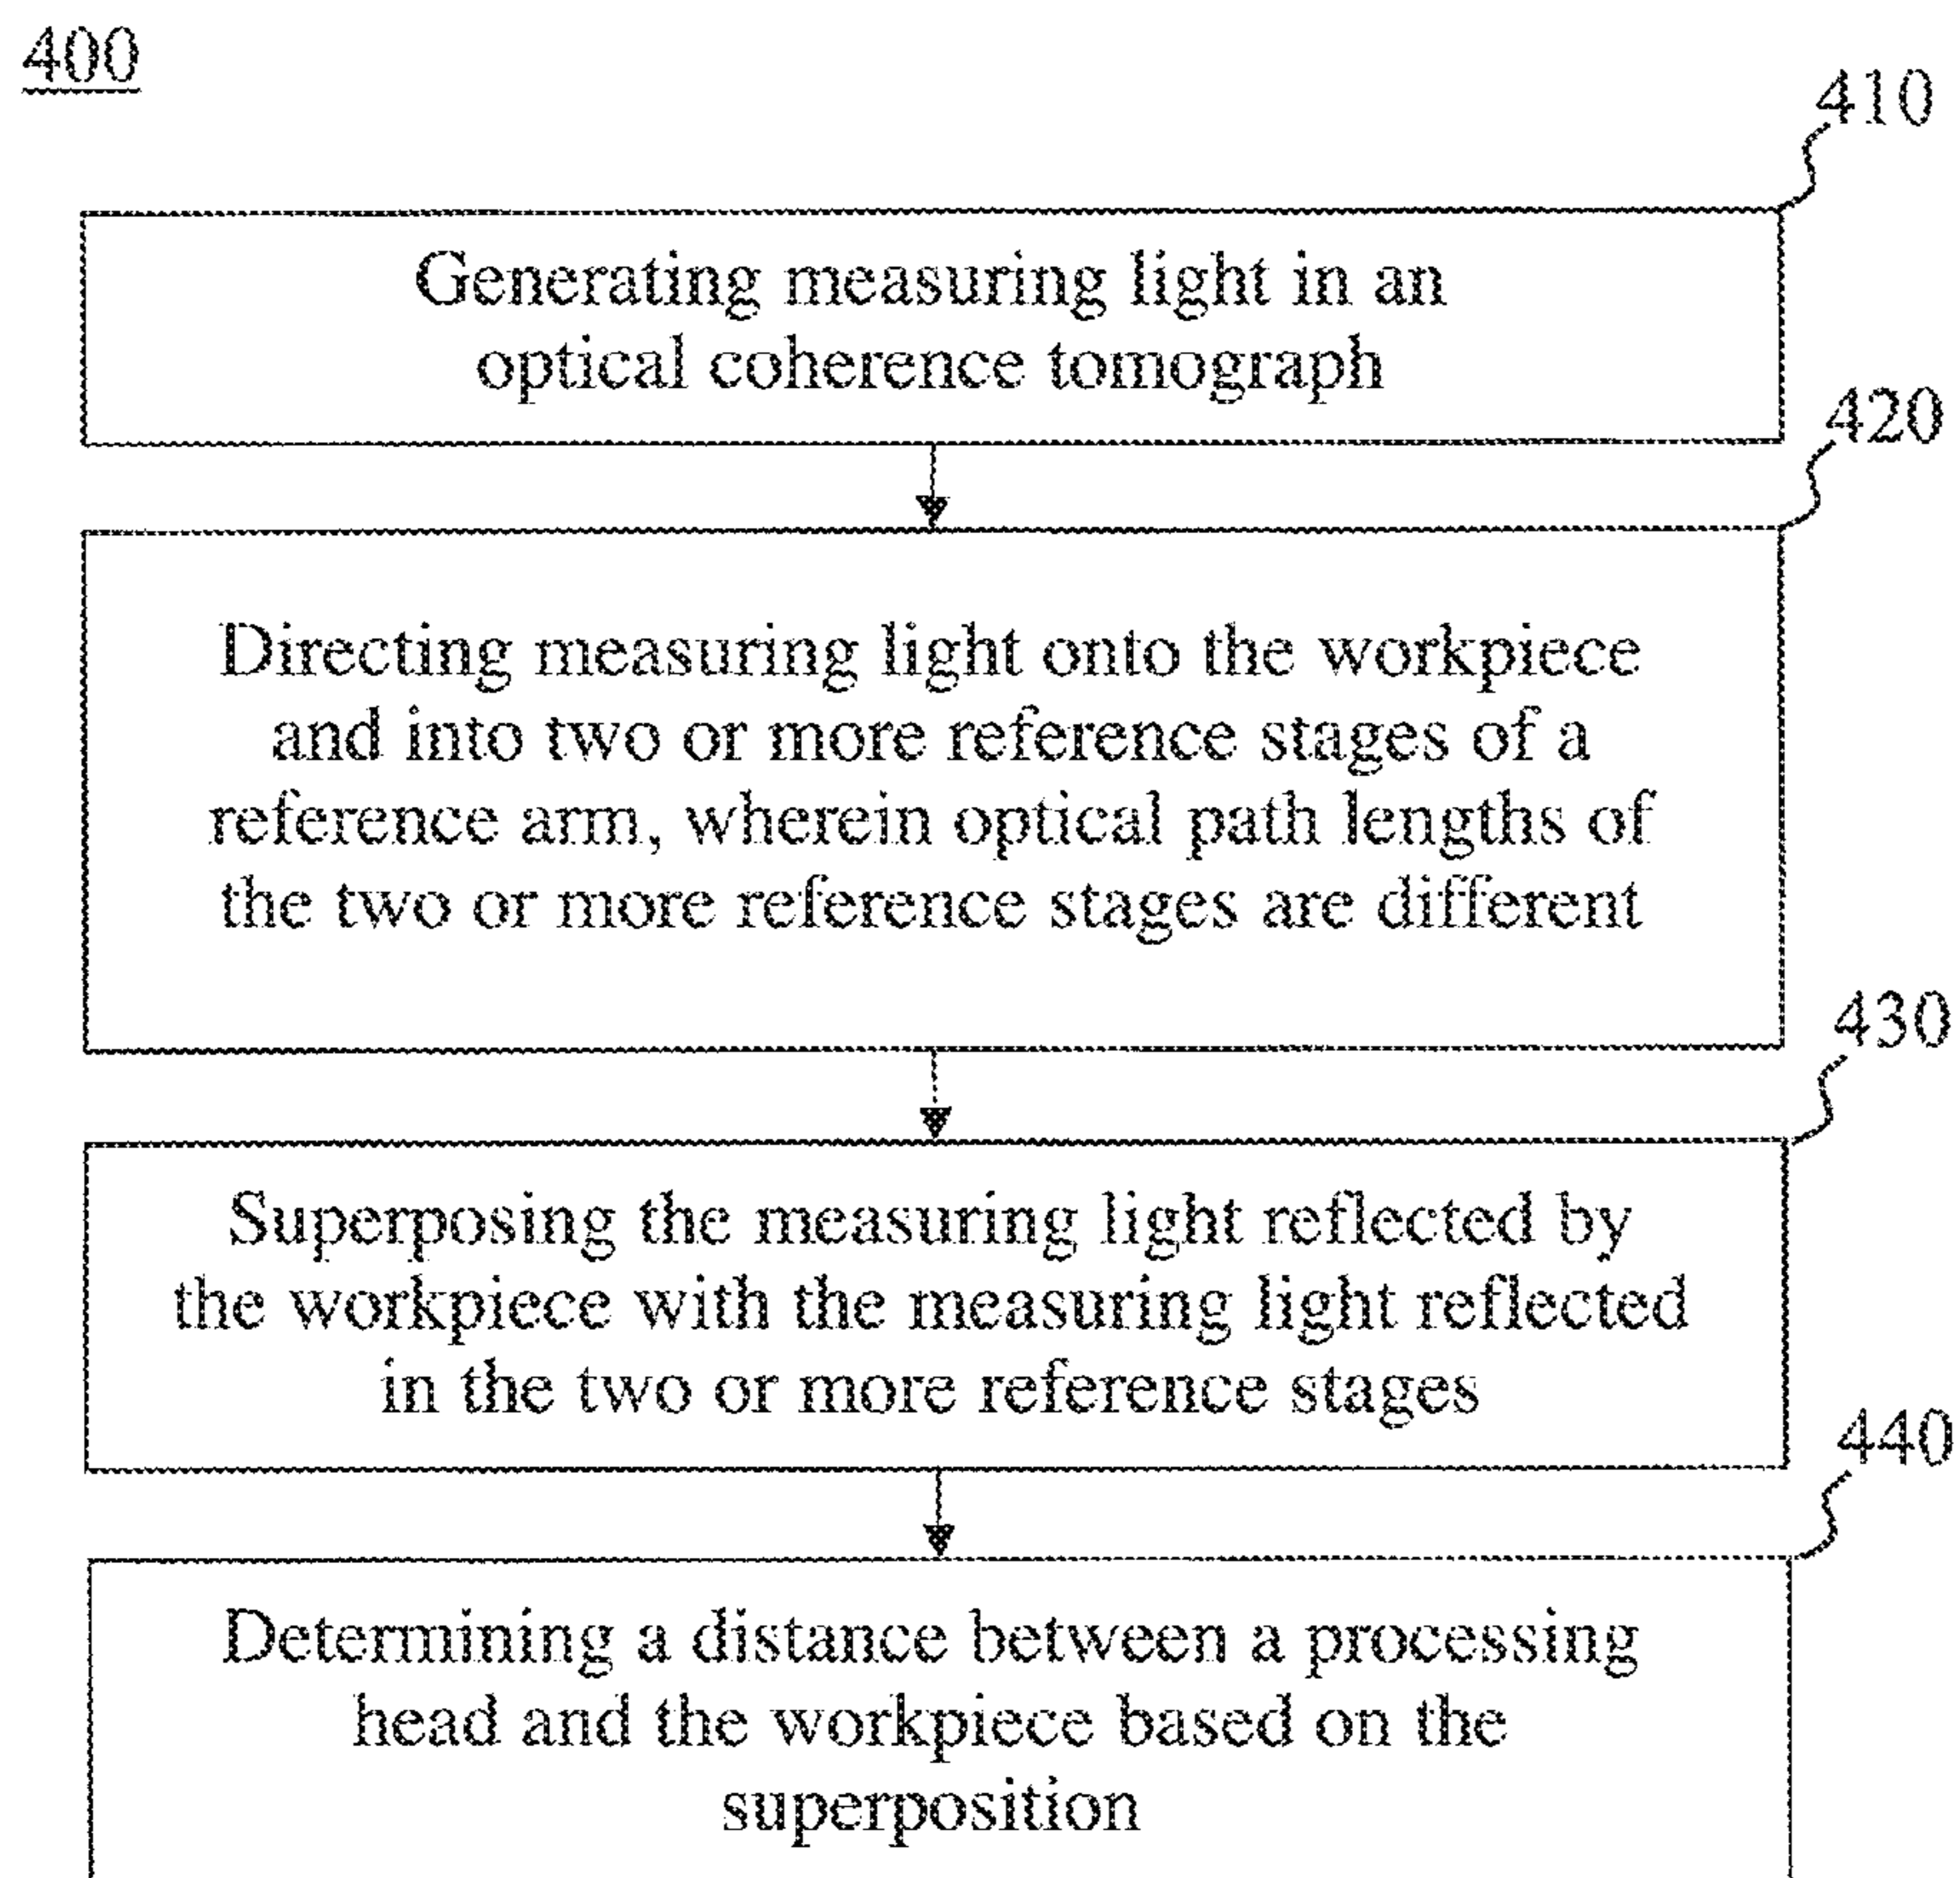 400
410
Generating measuring light in an
optical coherence tomograph
420
Directing measuring light onto the workpiece
and into two or more reference stages of a
reference arm, wherein optical path lengths of
the two or more reference stages are different
430
Superposing the measuring light reflected by
the workpiece with the measuring light reflected
in the two or more reference stages
440
Determining a distance between a processing
head and the workpiece based on the
superposition